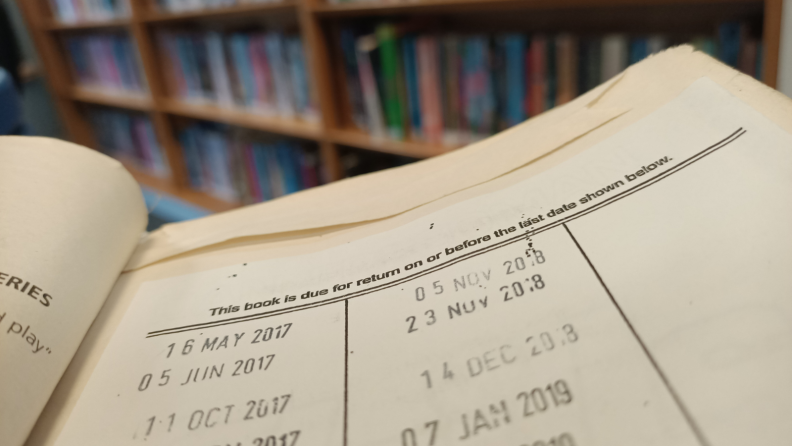 ERIES
play"
This book is due for return on or before the last date shown below.
16 MAY 2017
05 JUN 2017
11 OCT 2017
2017
05 NOV 2018
23 NOV 2018
14 DEC 2018
07 JAN 2019